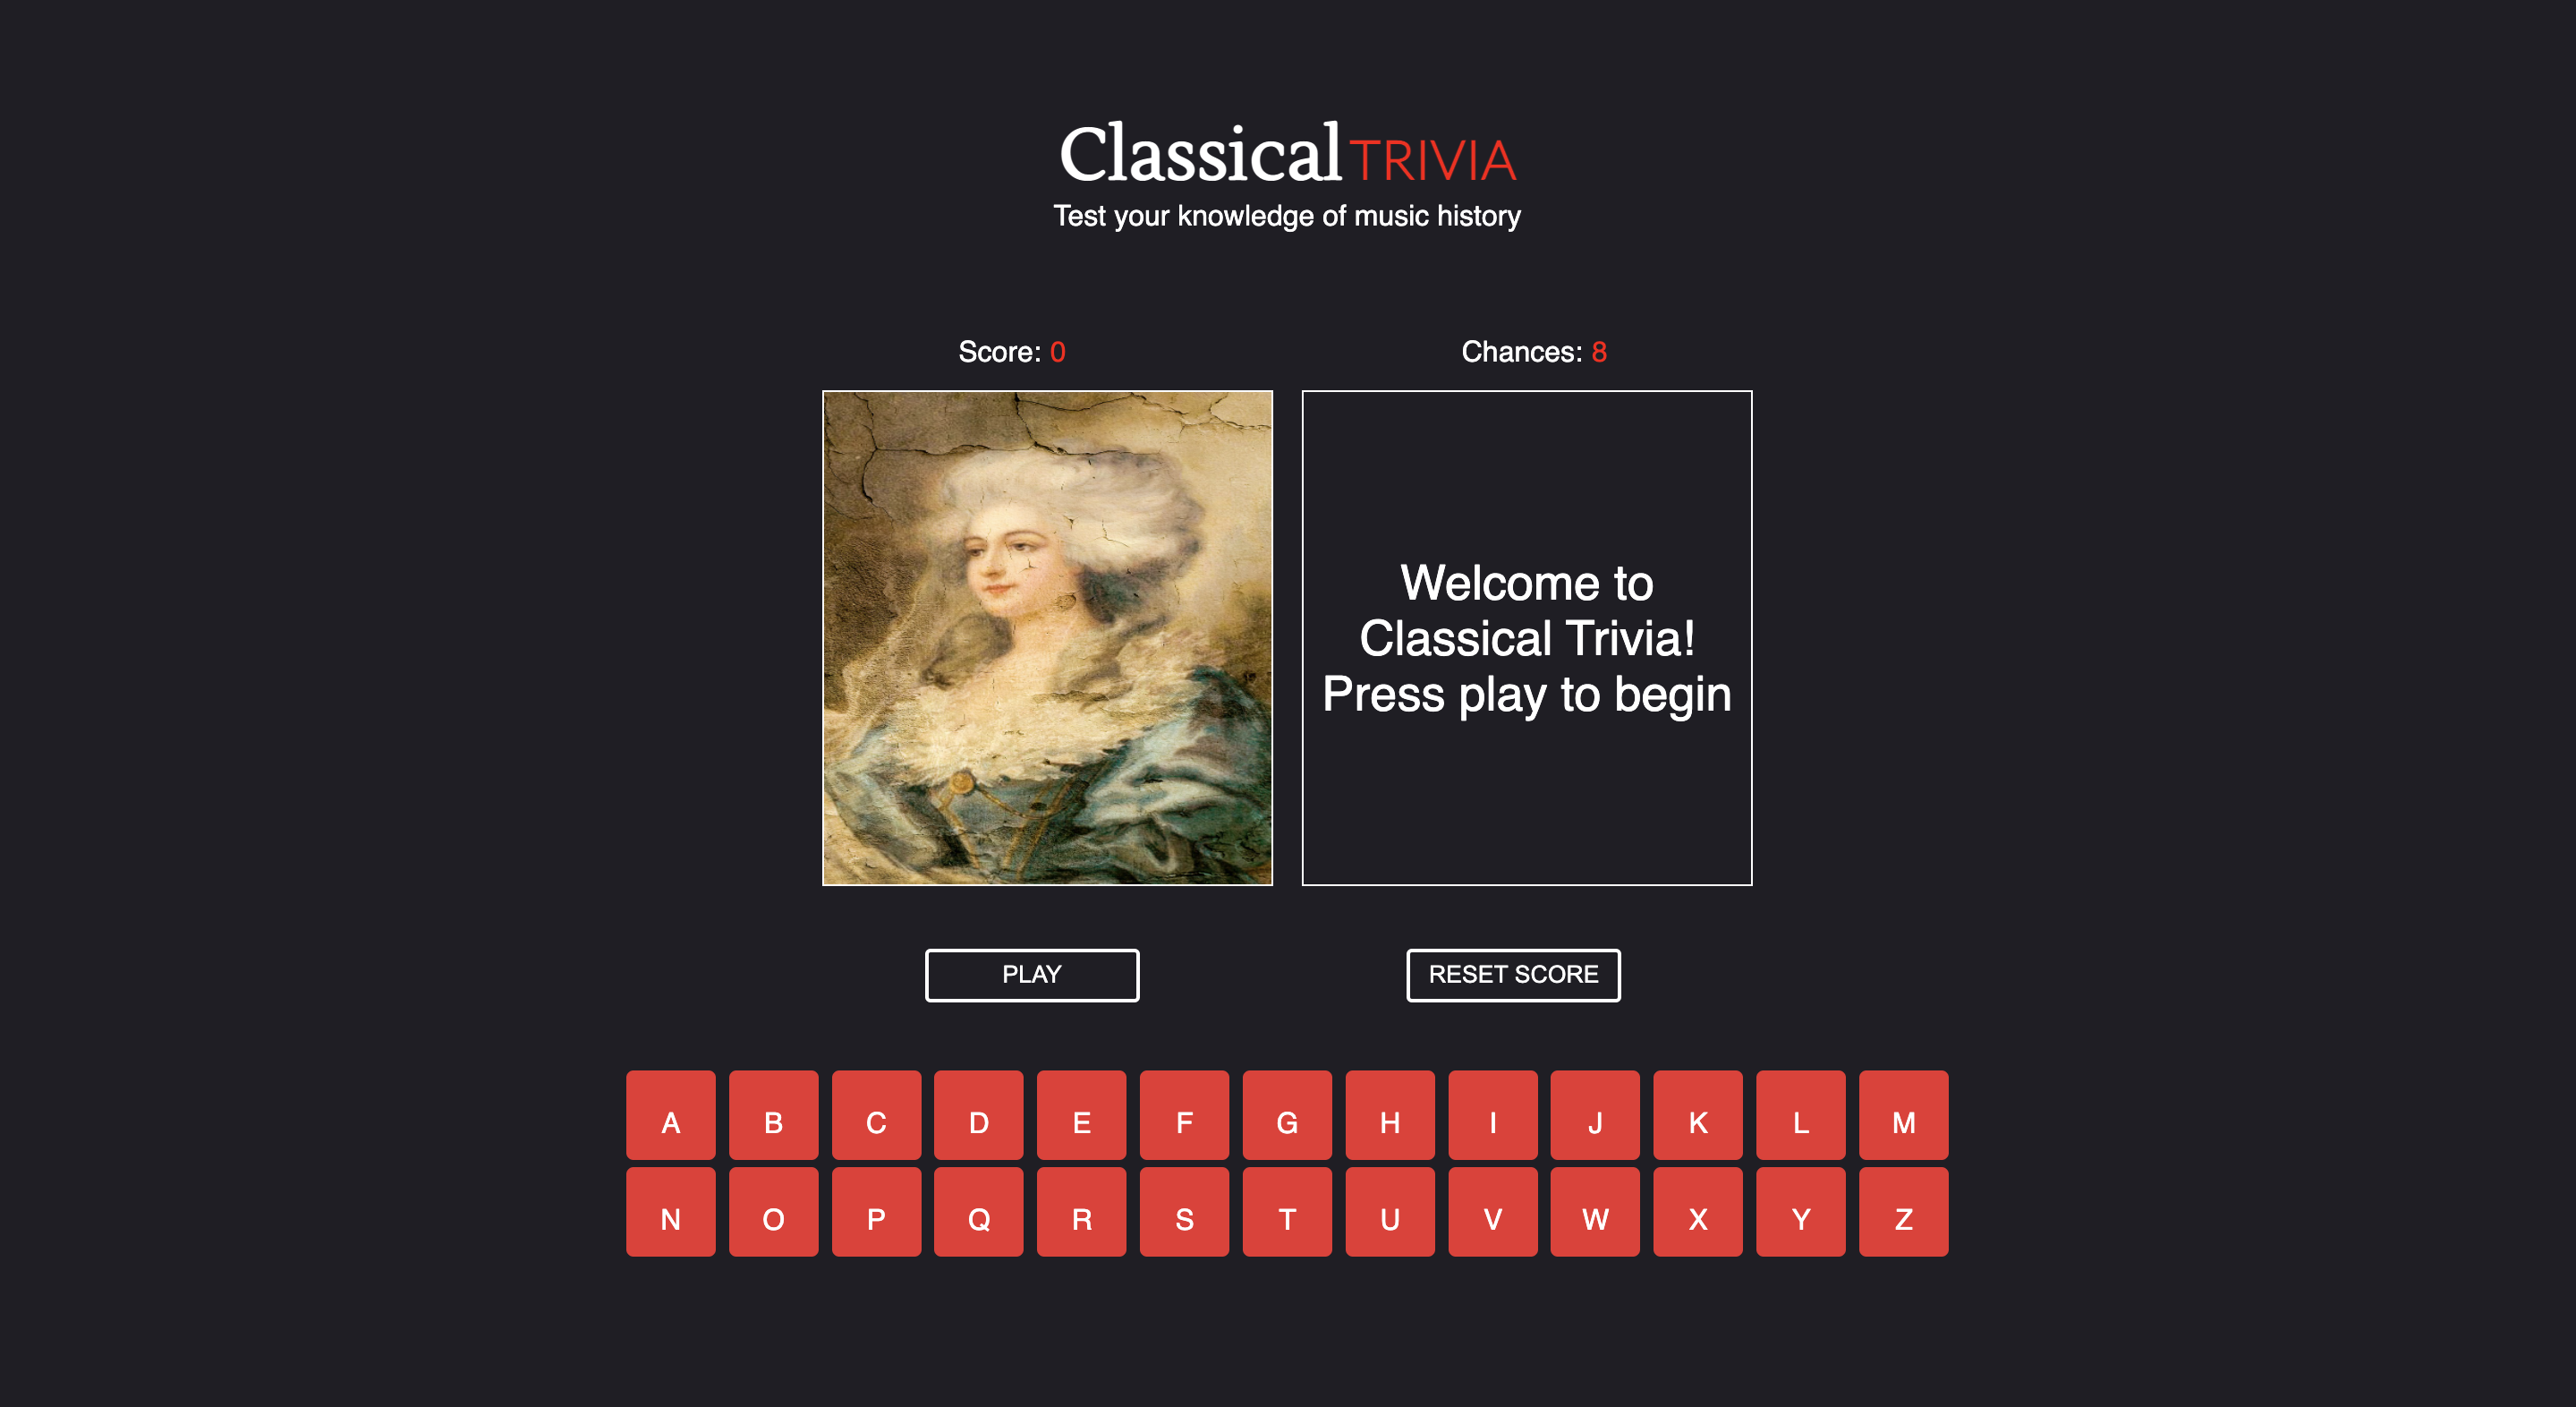 Classical TRIVIA
Test your knowledge of music history
Score: 0
Chances: 8
Welcome to
Classical Trivia!
Press play to begin
PLAY
RESET SCORE
A B C D E F G H I J K L M
N O P Q R S T U V W X Y Z